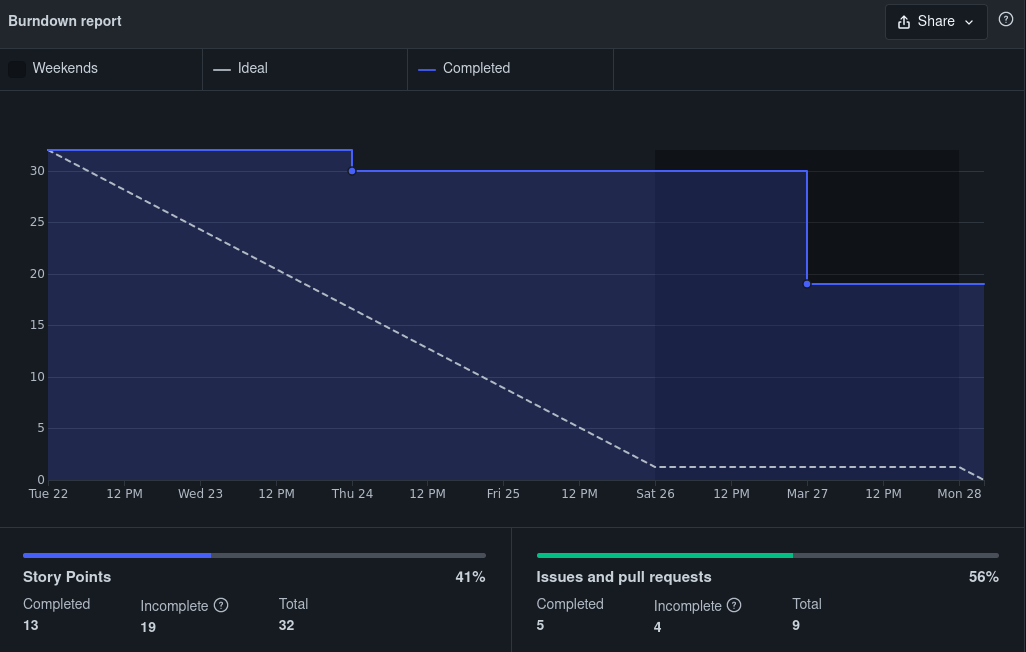 Burndown report
Share
Weekends
Ideal
Completed
30
25
20
15
10
5
0
Tue 22 12 PM Wed 23 12 PM Thu 24 12 PM Fri 25 12 PM Sat 26 12 PM Mar 27 12 PM Mon 28
Story Points 41%
Completed Incomplete ? Total
13 19 32
Issues and pull requests 56%
Completed Incomplete ? Total
5 4 9